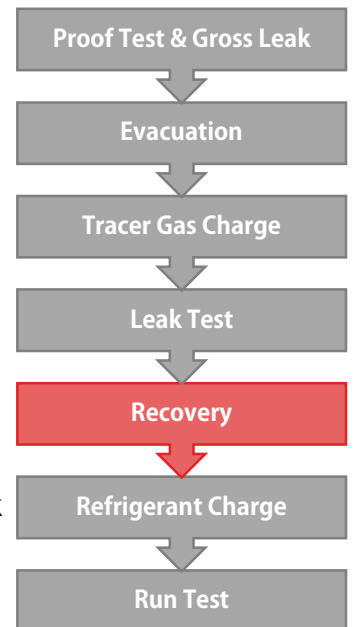 Proof Test & Gross Leak
Evacuation
Tracer Gas Charge
Leak Test
Recovery
Refrigerant Charge
Run Test